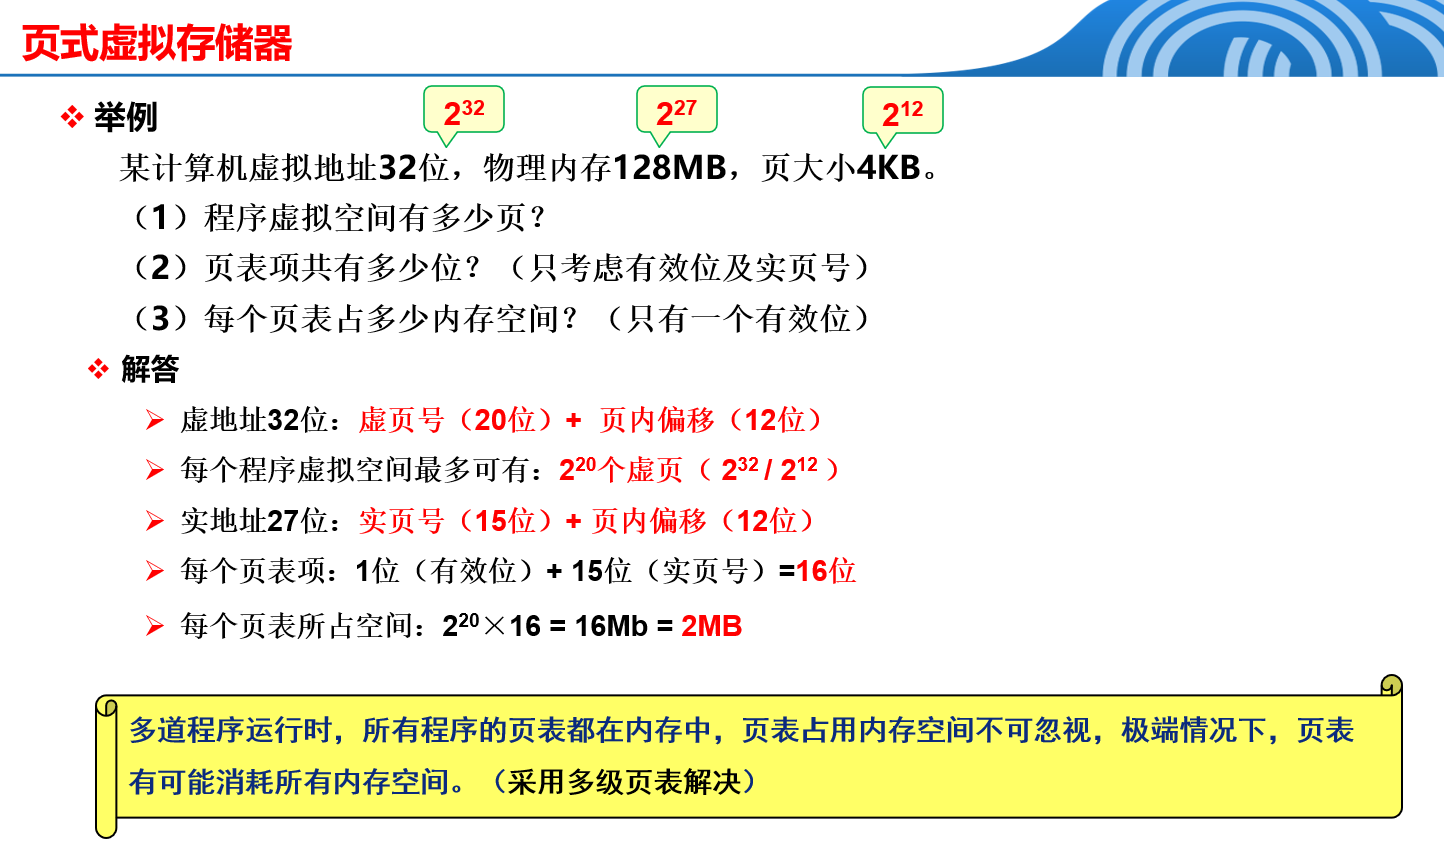 页式虚拟存储器
举例
2³² 2²⁷ 2¹²
某计算机虚拟地址32位，物理内存128MB，页大小4KB。
（1）程序虚拟空间有多少页？
（2）页表项共有多少位？（只考虑有效位及实页号）
（3）每个页表占多少内存空间？（只有一个有效位）
解答
虚地址32位：虚页号（20位）+ 页内偏移（12位）
每个程序虚拟空间最多可有：2²⁰个虚页（ 2³² / 2¹² ）
实地址27位：实页号（15位）+ 页内偏移（12位）
每个页表项：1位（有效位）+ 15位（实页号）=16位
每个页表所占空间：2²⁰×16 = 16Mb = 2MB
多道程序运行时，所有程序的页表都在内存中，页表占用内存空间不可忽视，极端情况下，页表
有可能消耗所有内存空间。（采用多级页表解决）